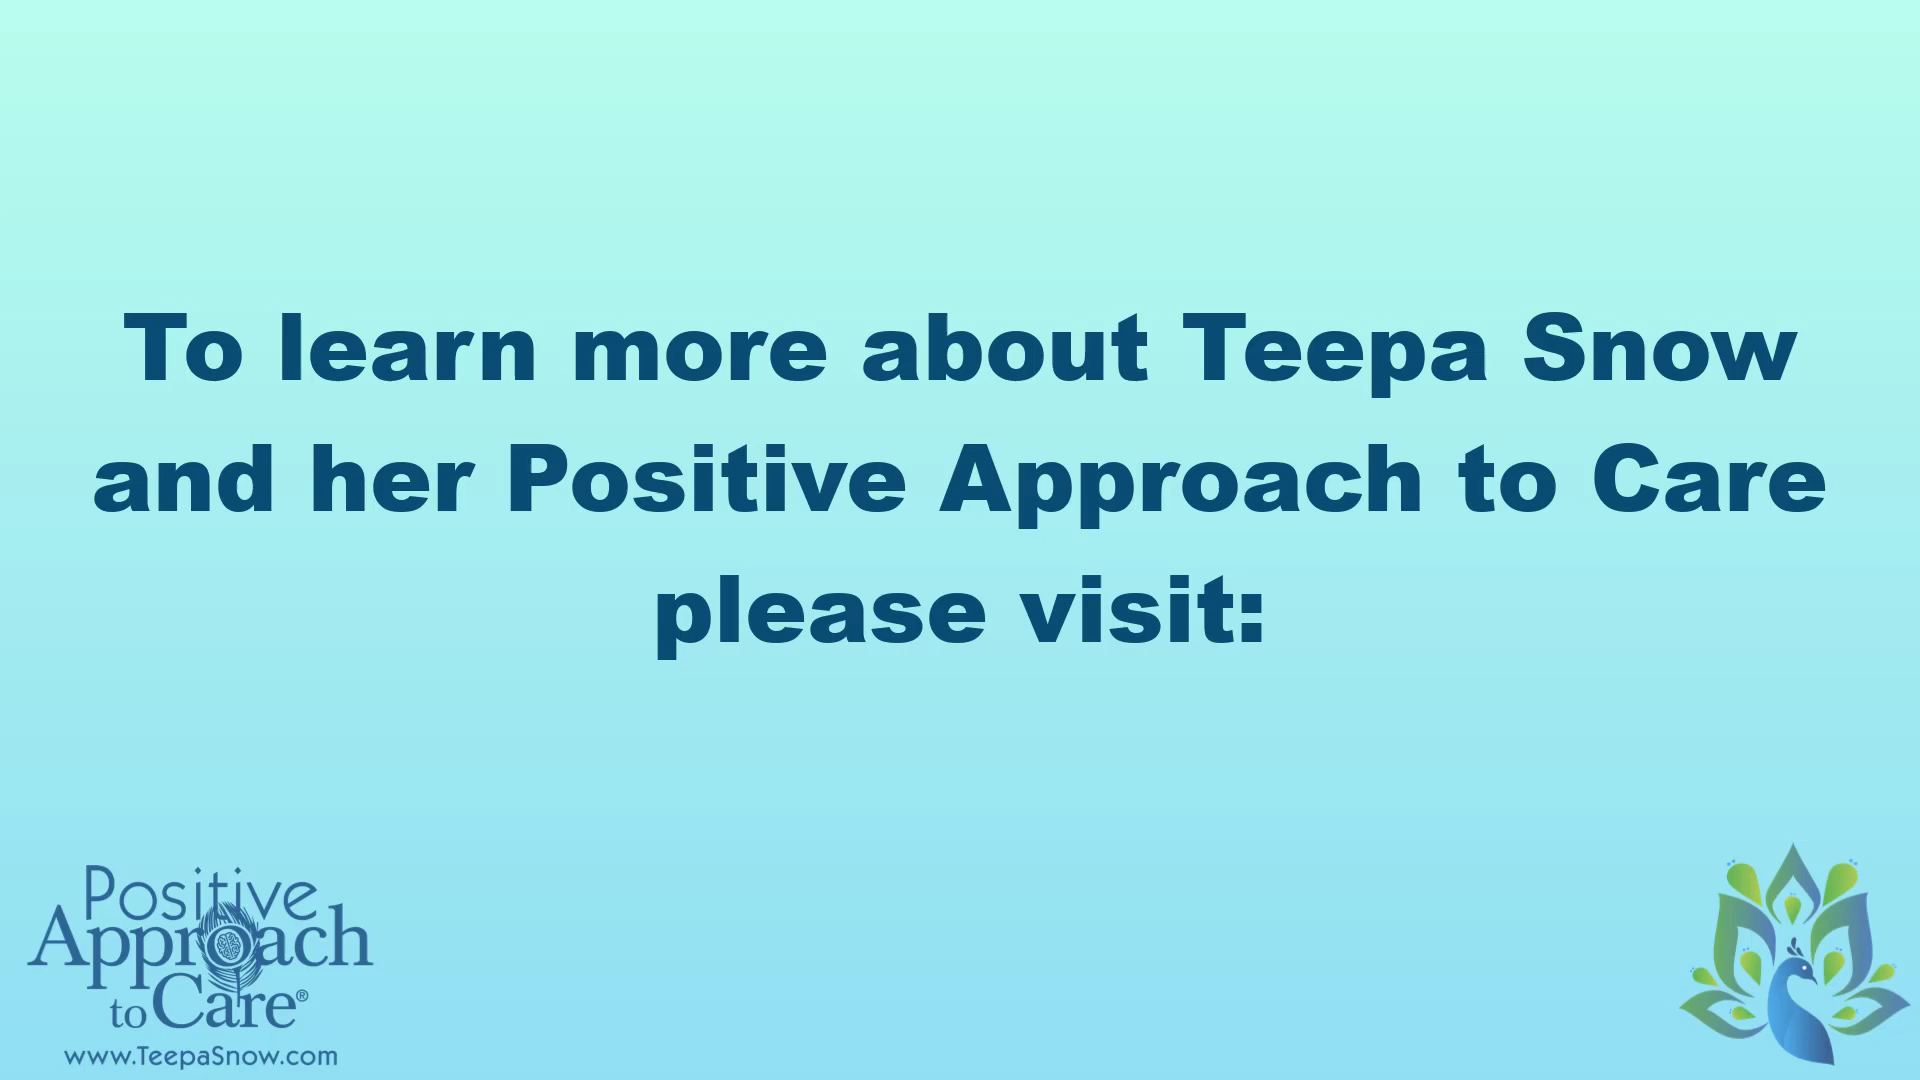 To learn more about Teepa Snow
and her Positive Approach to Care
please visit:
Positive
Approach
to Care®
www.TeepaSnow.com